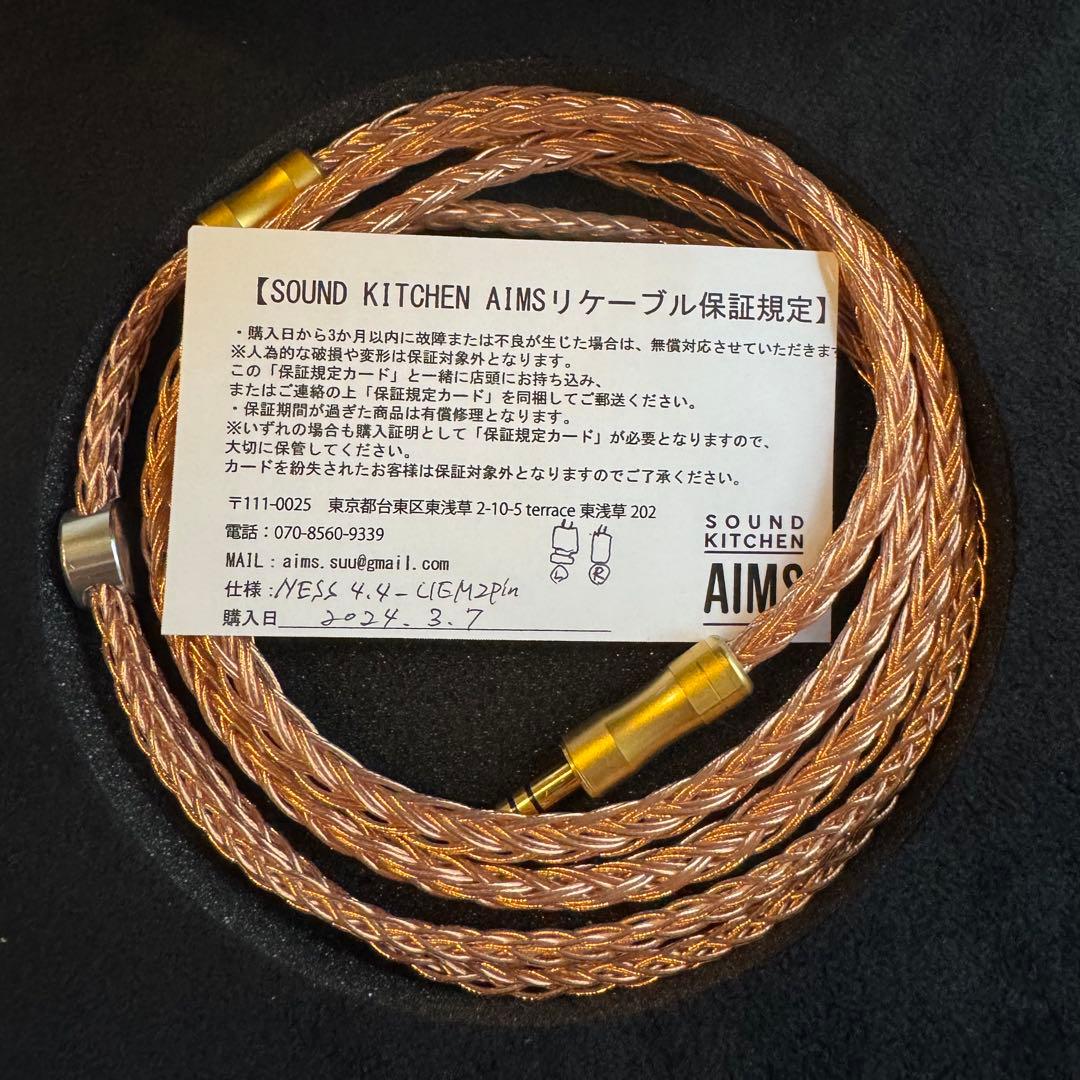 【SOUND KITCHEN AIMSリケーブル保証規定】
・購入日から3か月以内に故障または不良が生じた場合は、無償対応させていただきます
※人為的な破損や変形は保証対象外となります。
この「保証規定カード」と一緒に店頭にお持ち込み、
またはご連絡の上「保証規定カード」を同梱してご郵送ください。
・保証期間が過ぎた商品は有償修理となります。
※いずれの場合も購入証明として「保証規定カード」が必要となりますので、
大切に保管してください。
カードを紛失されたお客様は保証対象外となりますのでご了承ください。
〒111-0025 東京都台東区東浅草 2-10-5 terrace 東浅草 202
電話：070-8560-9339
MAIL：aims.suu@gmail.com
仕様：NESS 4.4-CIEM2pin
購入日 2024.3.7
L R
SOUND
KITCHEN
AIMS